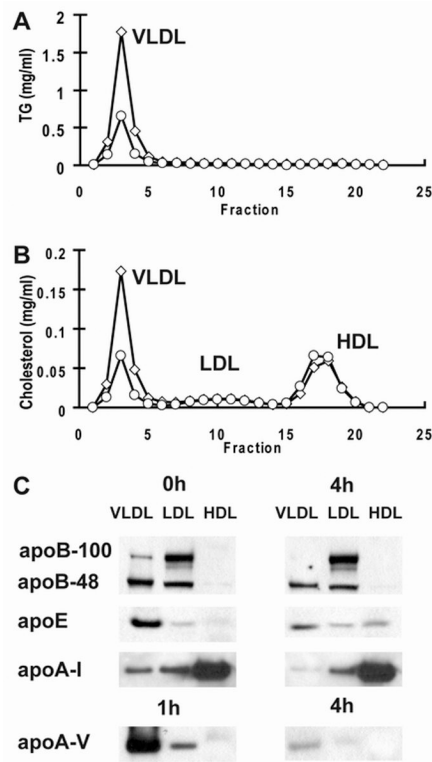 A
TG (mg/ml)
2
1.5
1
0.5
0
VLDL
0 5 10 15 20 25
Fraction
B
Cholesterol (mg/ml)
0.2
0.15
0.1
0.05
0
VLDL
LDL
HDL
0 5 10 15 20 25
Fraction
C
0h 4h
VLDL LDL HDL VLDL LDL HDL
apoB-100
apoB-48
apoE
apoA-I
1h 4h
apoA-V